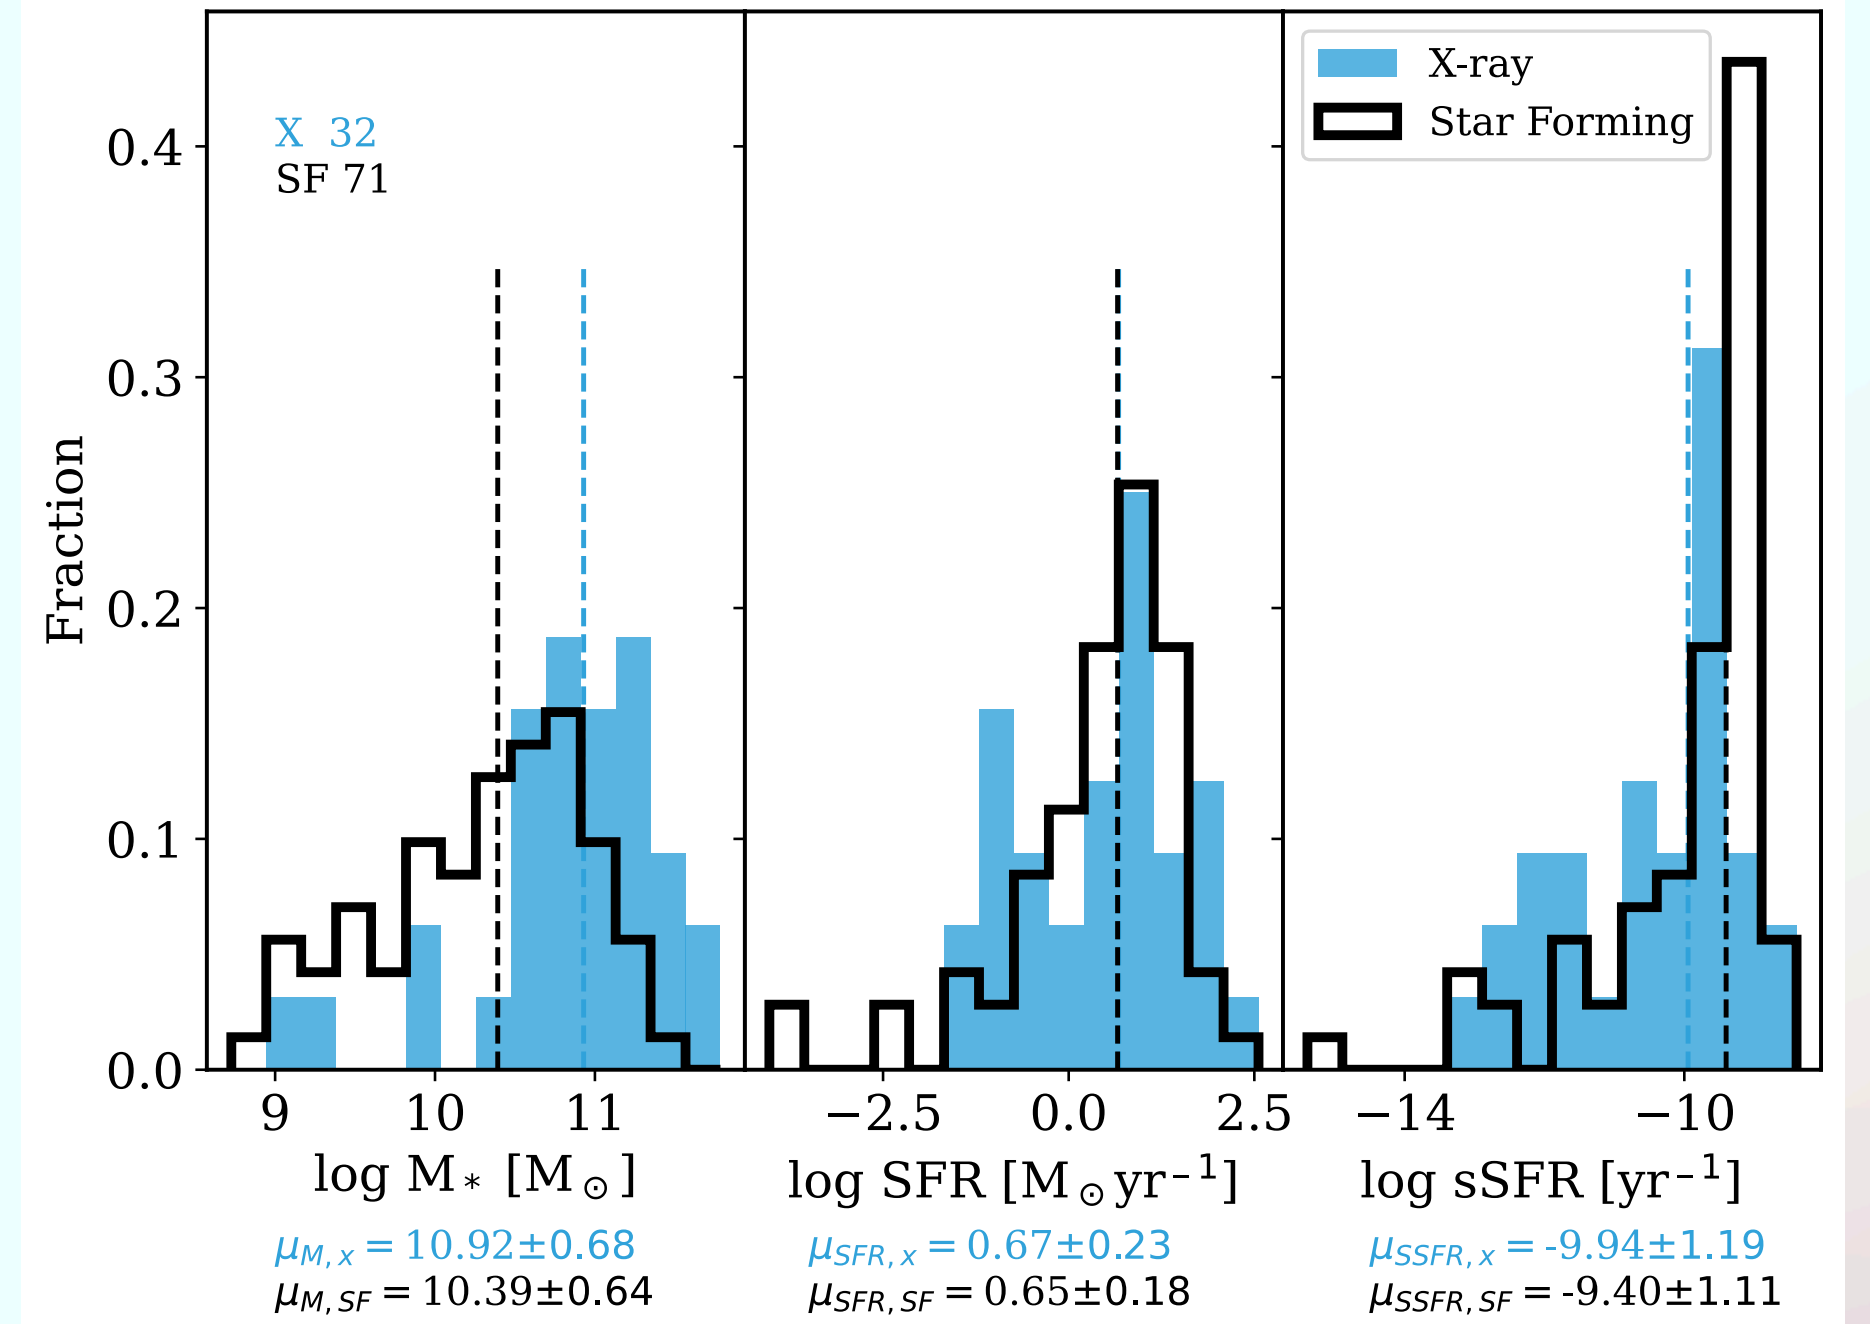 X-ray
Star Forming
X 32
SF 71
Fraction
0.4
0.3
0.2
0.1
0.0
9 10 11
−2.5 0.0 2.5
−14 −10
log M* [M⊙]
log SFR [M⊙yr⁻¹]
log sSFR [yr⁻¹]
μM,x = 10.92±0.68
μM,SF = 10.39±0.64
μSFR,x = 0.67±0.23
μSFR,SF = 0.65±0.18
μSSFR,x = -9.94±1.19
μSSFR,SF = -9.40±1.11